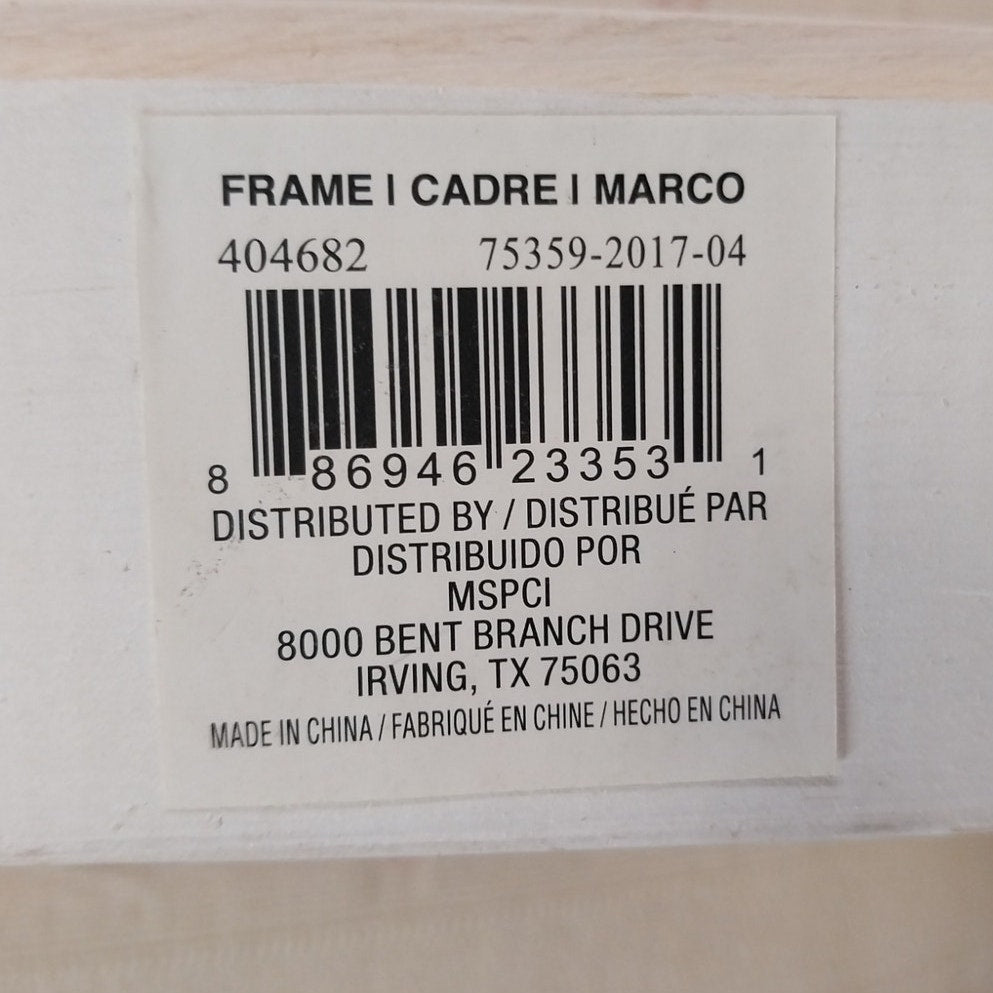 FRAME | CADRE | MARCO
404682 75359-2017-04
8 86946 23353 1
DISTRIBUTED BY / DISTRIBUÉ PAR
DISTRIBUIDO POR
MSPCI
8000 BENT BRANCH DRIVE
IRVING, TX 75063
MADE IN CHINA / FABRIQUÉ EN CHINE / HECHO EN CHINA